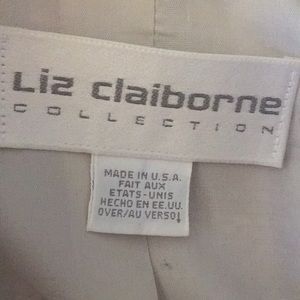 Liz claiborne
COLLECTION
MADE IN U.S.A.
FAIT AUX
ETATS-UNIS
HECHO EN EE.UU.
OVER/AU VERSO↓